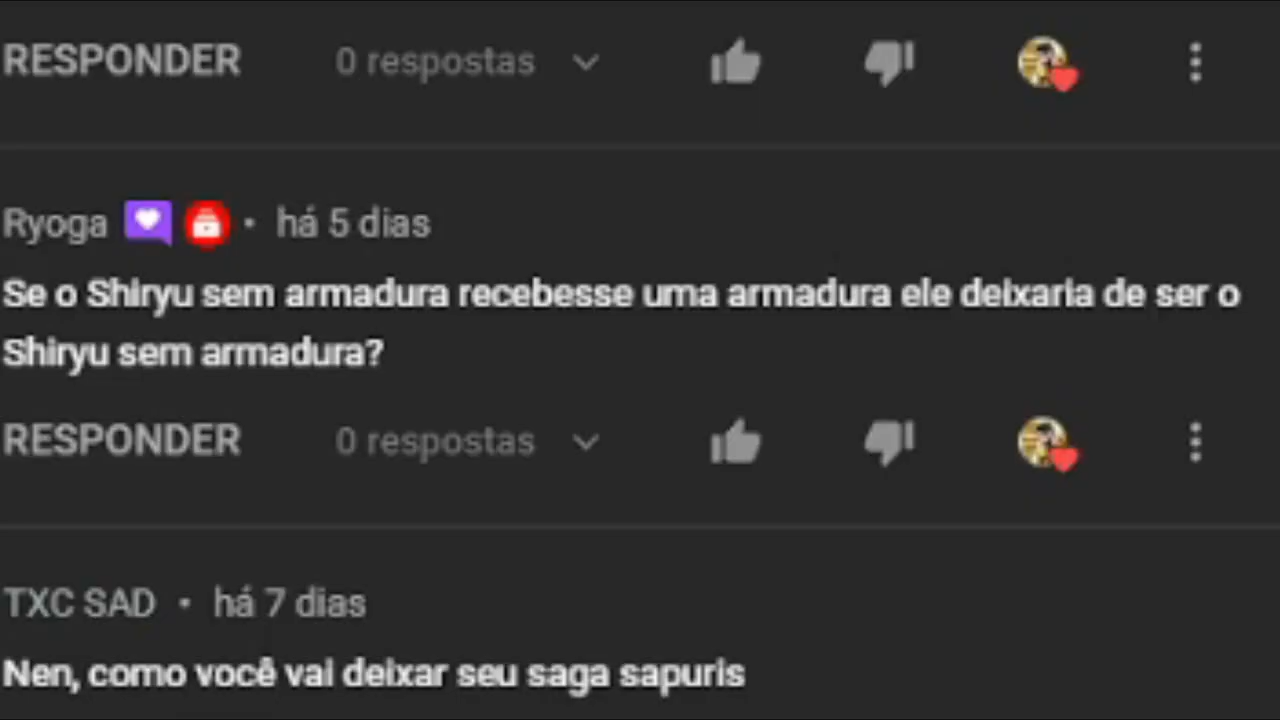 RESPONDER 0 respostas
Ryoga • há 5 dias
Se o Shiryu sem armadura recebesse uma armadura ele deixaria de ser o
Shiryu sem armadura?
RESPONDER 0 respostas
TXC SAD • há 7 dias
Nen, como você vai deixar seu saga sapuris